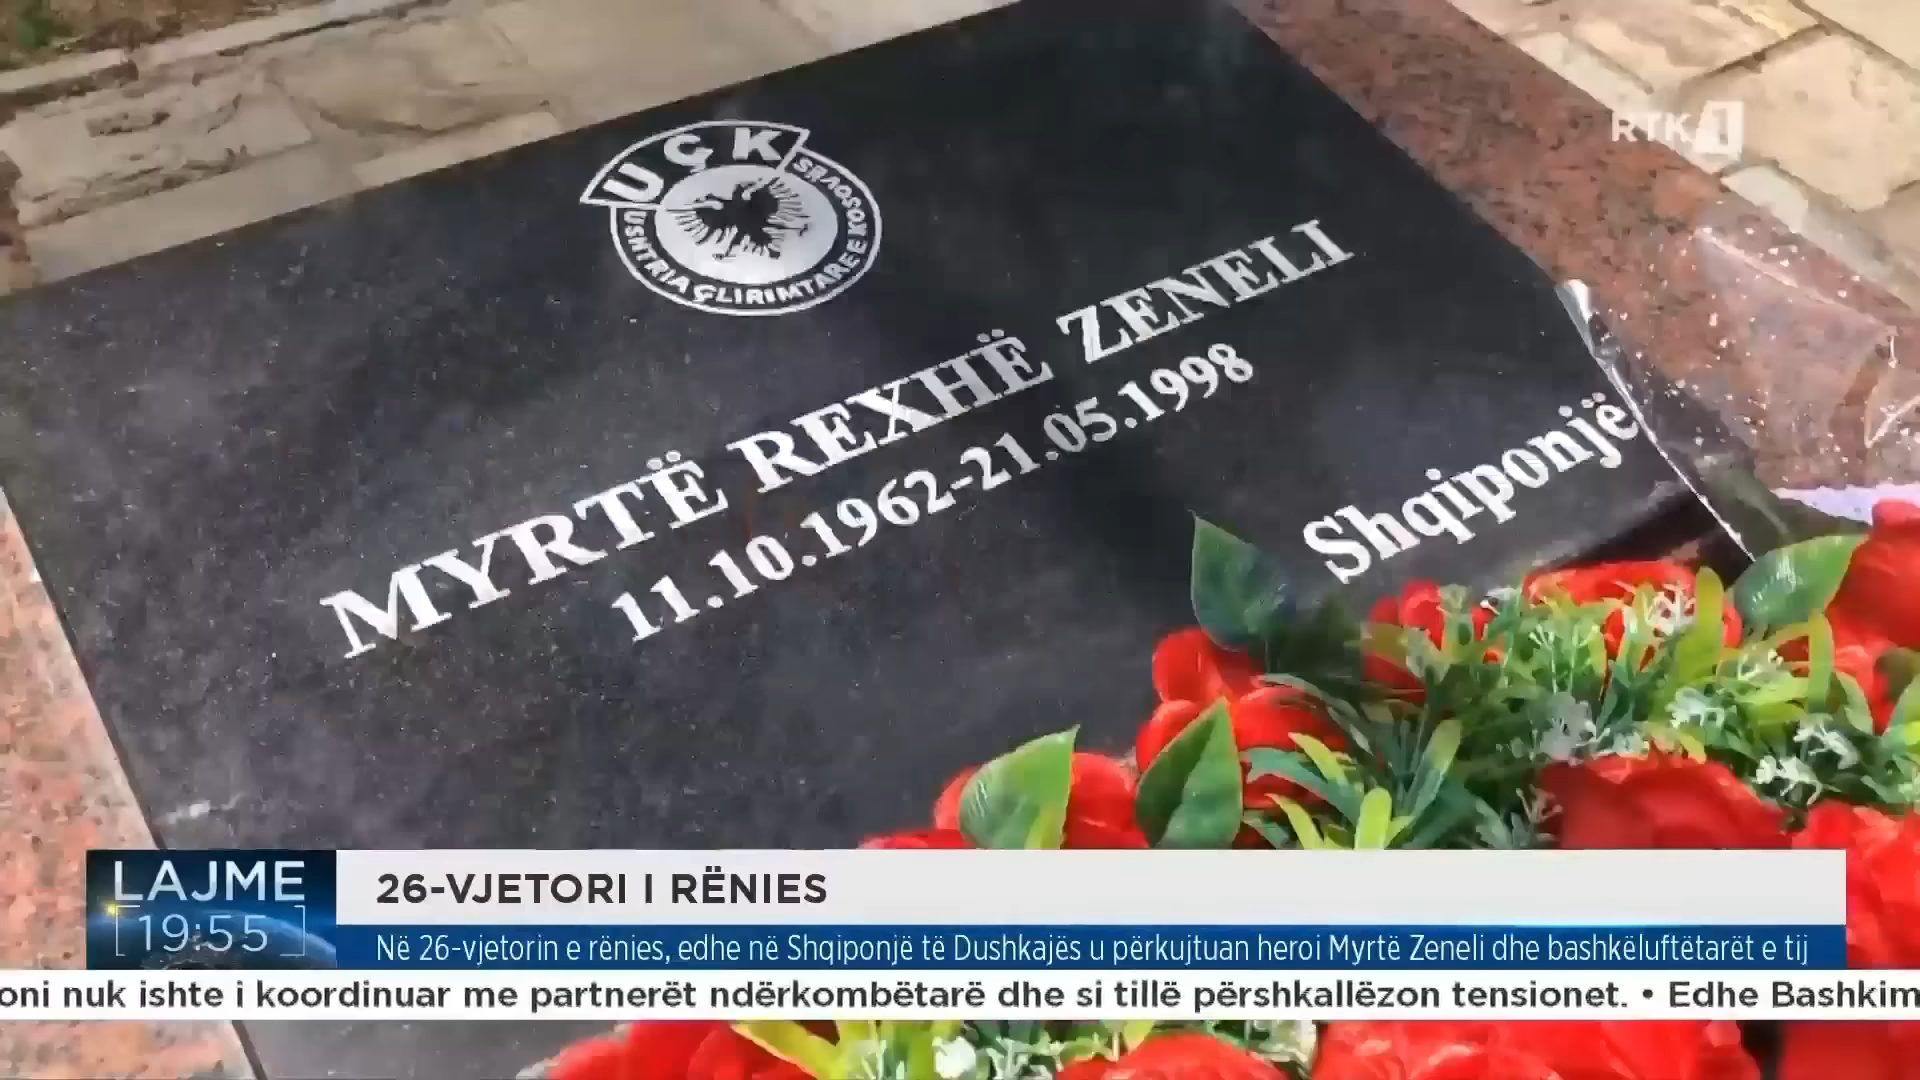 RTK 1
UÇK
USHTRIA ÇLIRIMTARE E KOSOVËS
MYRTË REXHË ZENELI
11.10.1962-21.05.1998
Shqiponjë
LAJME
19:55
26-VJETORI I RËNIES
Në 26-vjetorin e rënies, edhe në Shqiponjë të Dushkajës u përkujtuan heroi Myrtë Zeneli dhe bashkëluftëtarët e tij
oni nuk ishte i koordinuar me partnerët ndërkombëtarë dhe si tillë përshkallëzon tensionet. • Edhe Bashkim